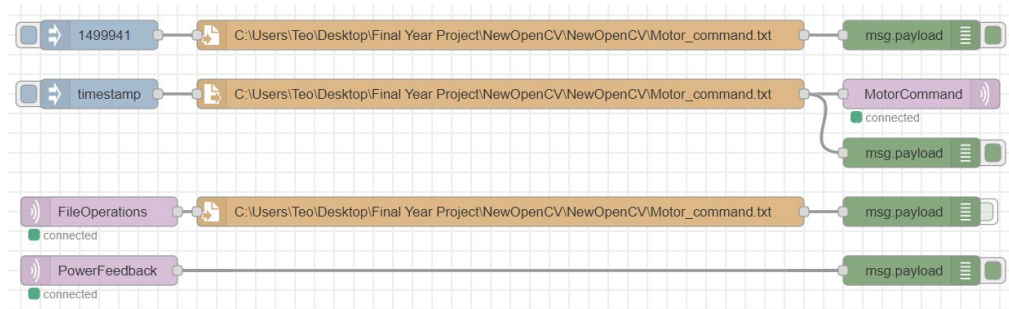 1499941 C:\Users\Teo\Desktop\Final Year Project\NewOpenCV\NewOpenCV\Motor_command.txt msg.payload
timestamp C:\Users\Teo\Desktop\Final Year Project\NewOpenCV\NewOpenCV\Motor_command.txt MotorCommand
connected
msg.payload
FileOperations C:\Users\Teo\Desktop\Final Year Project\NewOpenCV\NewOpenCV\Motor_command.txt msg.payload
connected
PowerFeedback msg.payload
connected